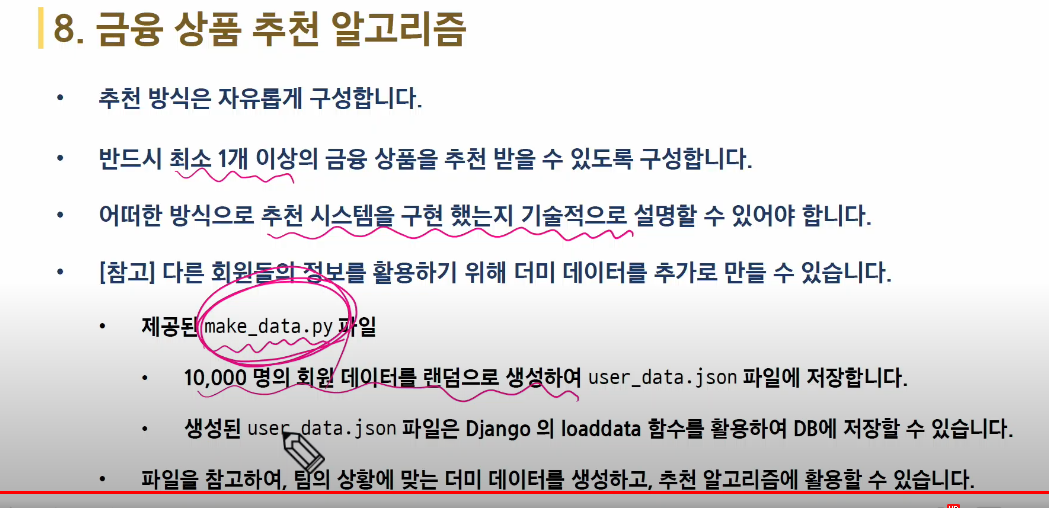 8. 금융 상품 추천 알고리즘
• 추천 방식은 자유롭게 구성합니다.
• 반드시 최소 1개 이상의 금융 상품을 추천 받을 수 있도록 구성합니다.
• 어떠한 방식으로 추천 시스템을 구현 했는지 기술적으로 설명할 수 있어야 합니다.
• [참고] 다른 회원들의 정보를 활용하기 위해 더미 데이터를 추가로 만들 수 있습니다.
• 제공된 make_data.py 파일
• 10,000 명의 회원 데이터를 랜덤으로 생성하여 user_data.json 파일에 저장합니다.
• 생성된 user_data.json 파일은 Django 의 loaddata 함수를 활용하여 DB에 저장할 수 있습니다.
• 파일을 참고하여, 팀의 상황에 맞는 더미 데이터를 생성하고, 추천 알고리즘에 활용할 수 있습니다.